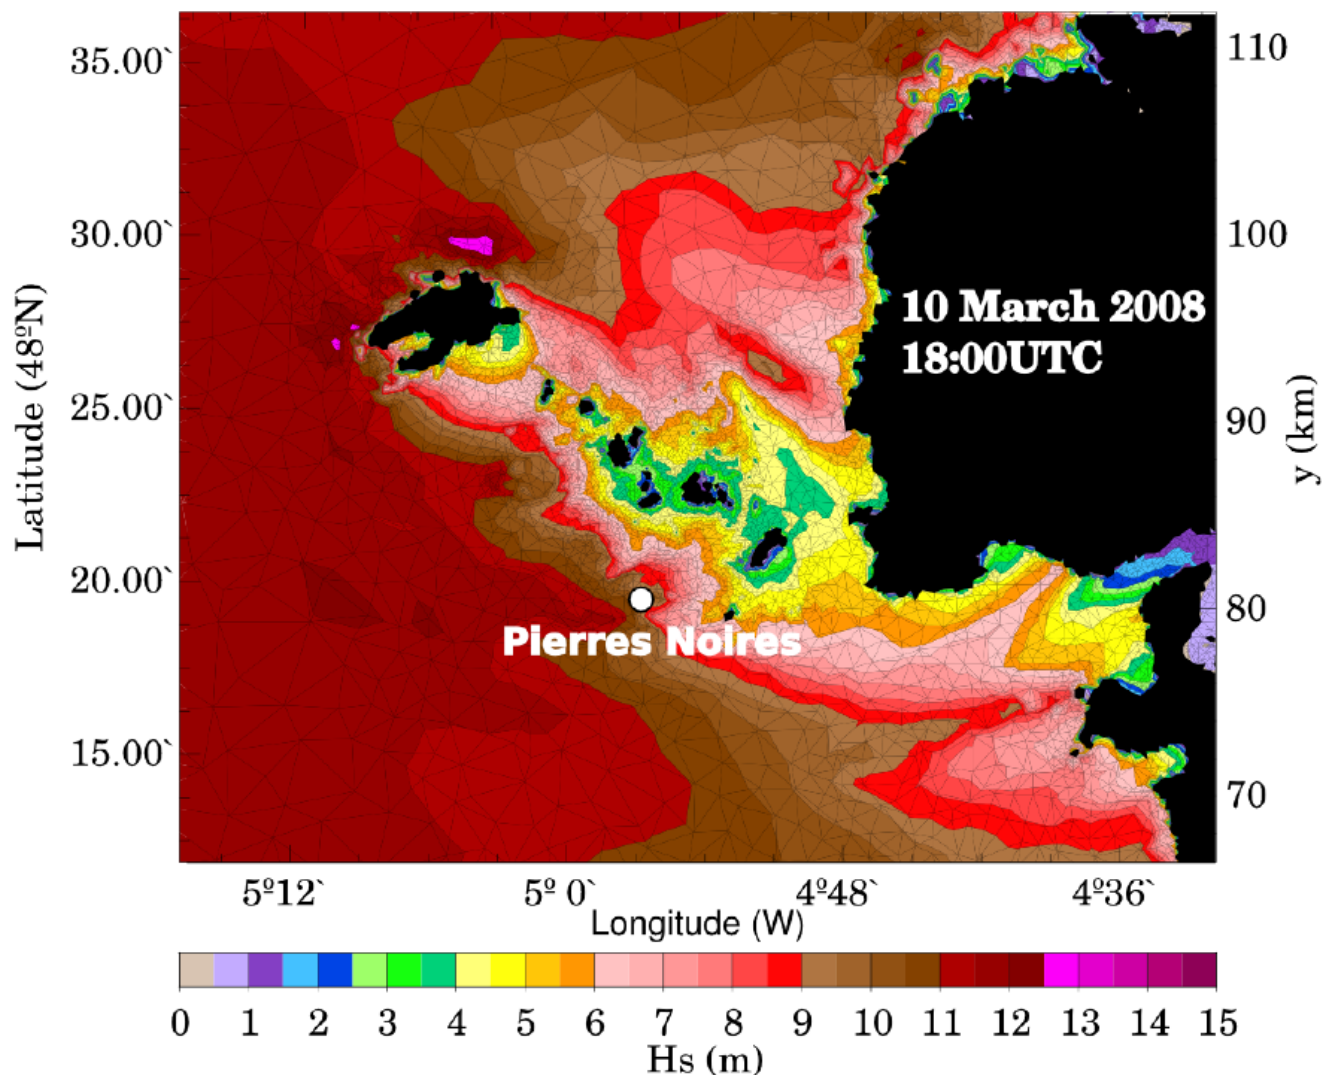 35.00`
30.00`
25.00`
20.00`
15.00`
Latitude (48ºN)
110
100
90
80
70
y (km)
10 March 2008
18:00UTC
Pierres Noires
5º12` 5º 0` 4º48` 4º36`
Longitude (W)
0 1 2 3 4 5 6 7 8 9 10 11 12 13 14 15
Hs (m)